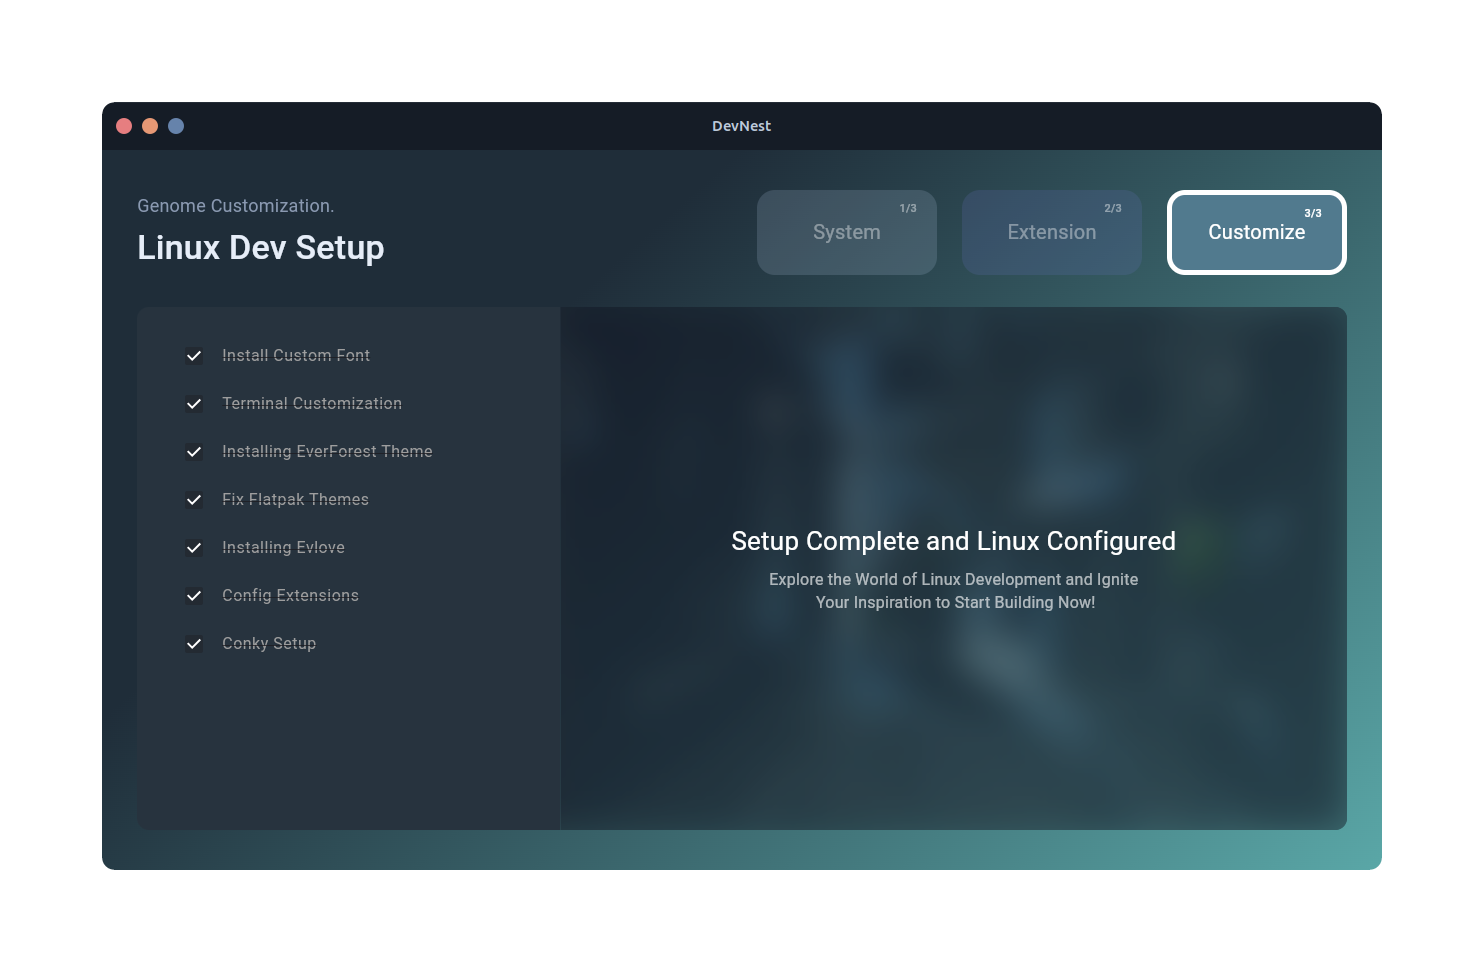 DevNest
Genome Customization.
Linux Dev Setup
1/3
System
2/3
Extension
3/3
Customize
Install Custom Font
Terminal Customization
Installing EverForest Theme
Fix Flatpak Themes
Installing Evlove
Config Extensions
Conky Setup
Setup Complete and Linux Configured
Explore the World of Linux Development and Ignite
Your Inspiration to Start Building Now!